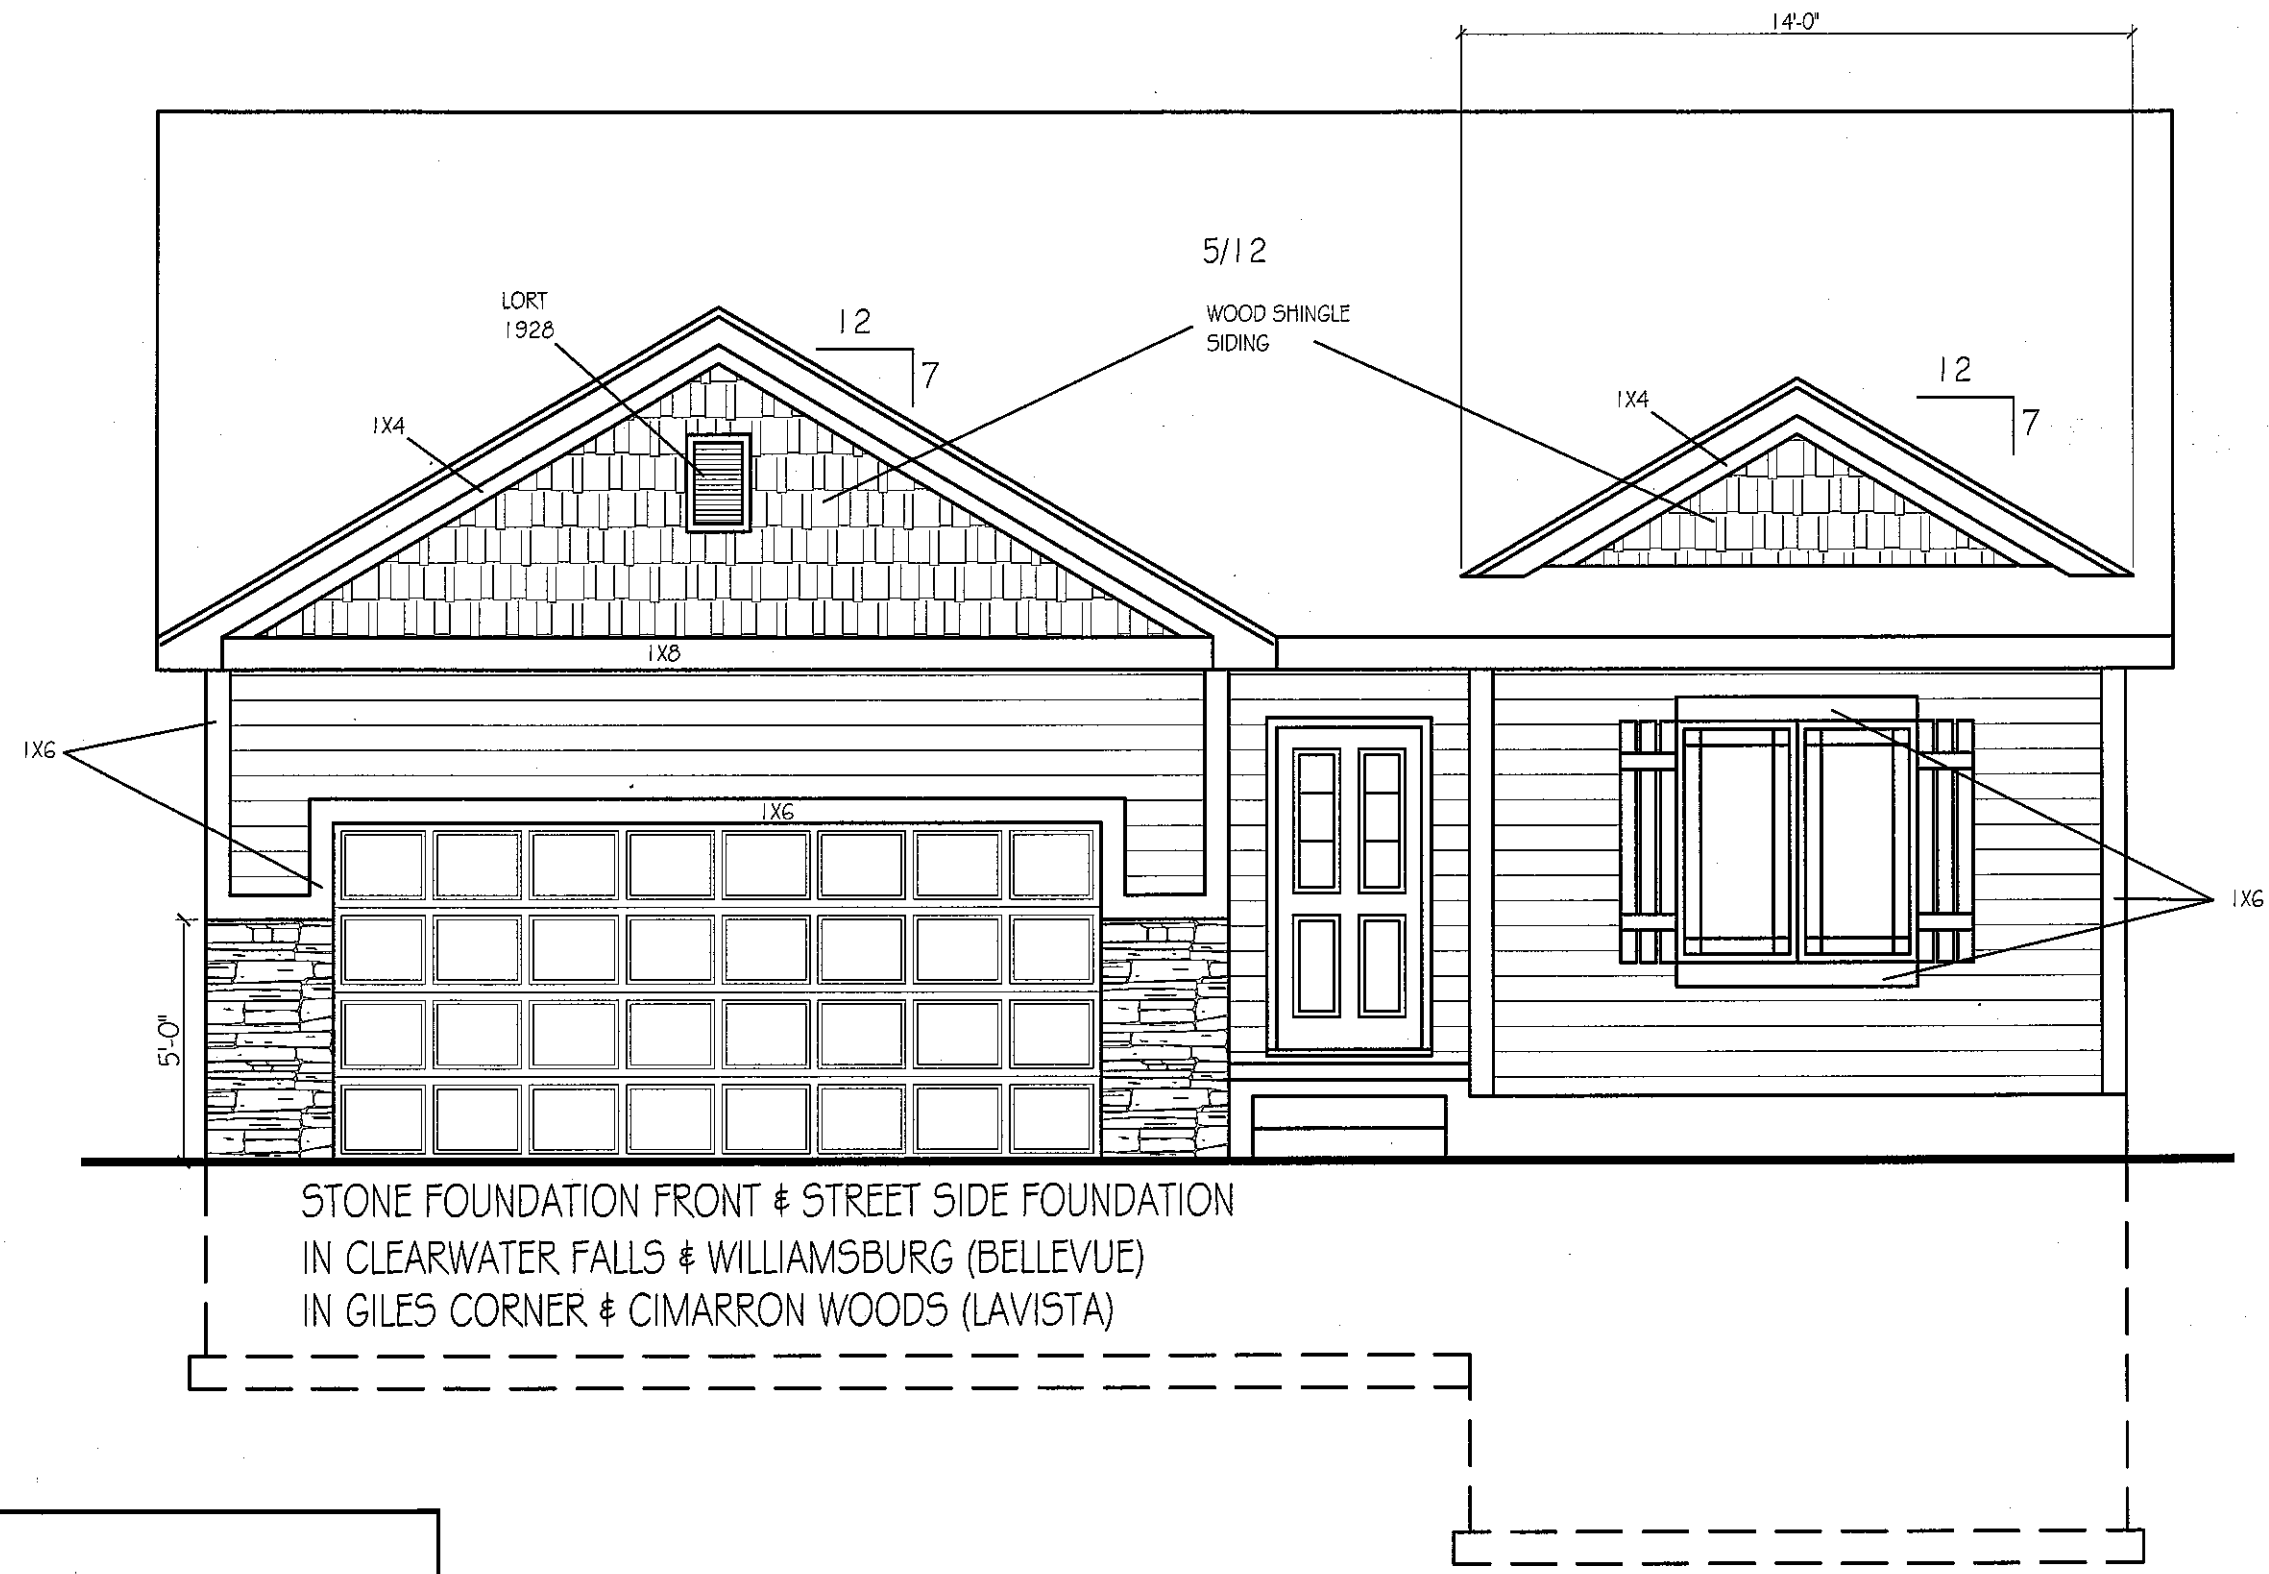 14'-0"
5/12
LORT
1928
12
7
WOOD SHINGLE
SIDING
12
7
1X4
1X4
1X8
1X6
1X6
1X6
5'-0"
STONE FOUNDATION FRONT & STREET SIDE FOUNDATION
IN CLEARWATER FALLS & WILLIAMSBURG (BELLEVUE)
IN GILES CORNER & CIMARRON WOODS (LAVISTA)